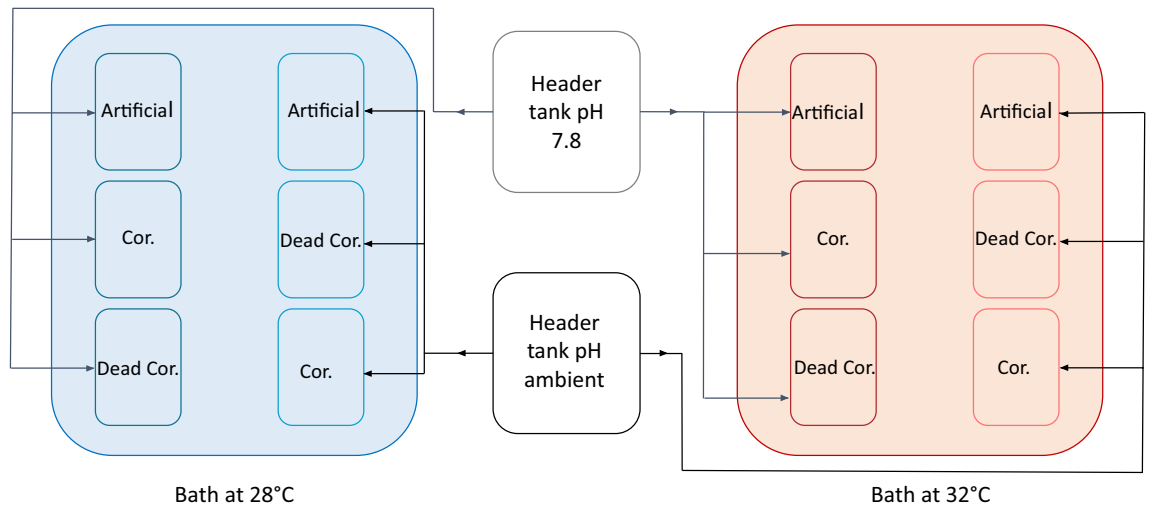 Artificial
Cor.
Dead Cor.
Artificial
Dead Cor.
Cor.
Bath at 28°C
Header
tank pH
7.8
Header
tank pH
ambient
Artificial
Cor.
Dead Cor.
Artificial
Dead Cor.
Cor.
Bath at 32°C